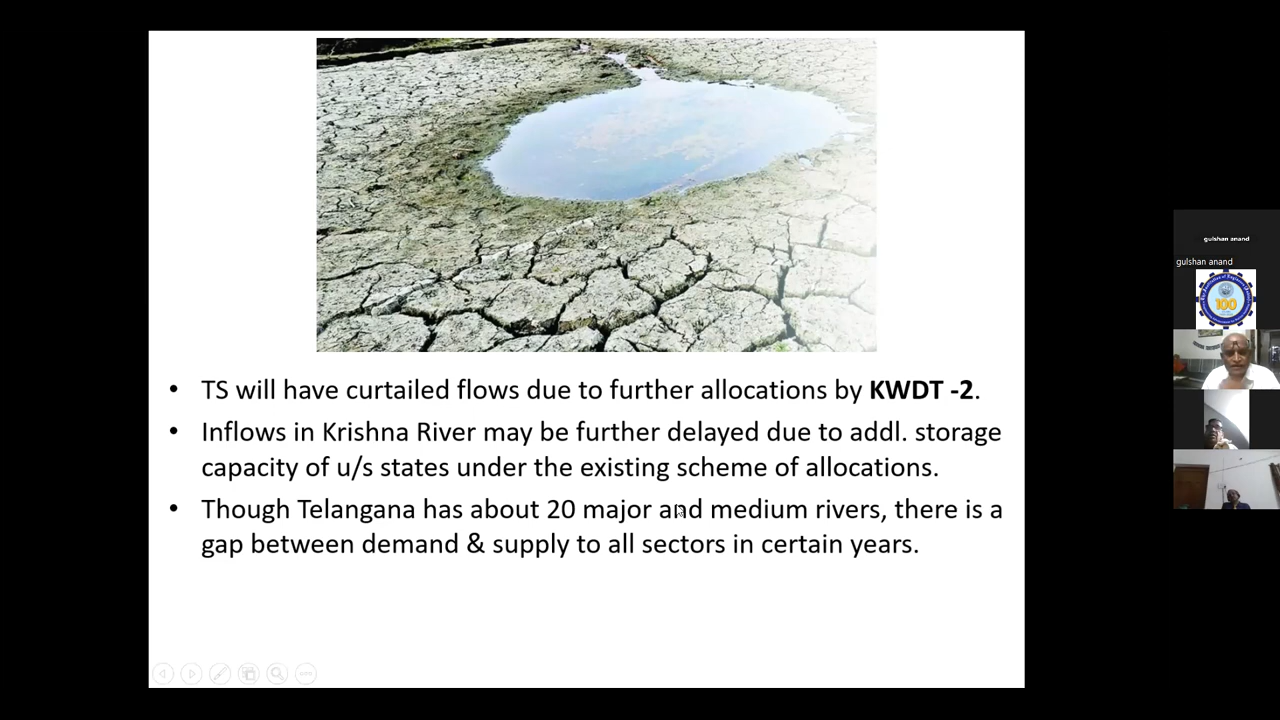 • TS will have curtailed flows due to further allocations by KWDT -2.
• Inflows in Krishna River may be further delayed due to addl. storage
capacity of u/s states under the existing scheme of allocations.
• Though Telangana has about 20 major and medium rivers, there is a
gap between demand & supply to all sectors in certain years.
gulshan anand
gulshan anand
100